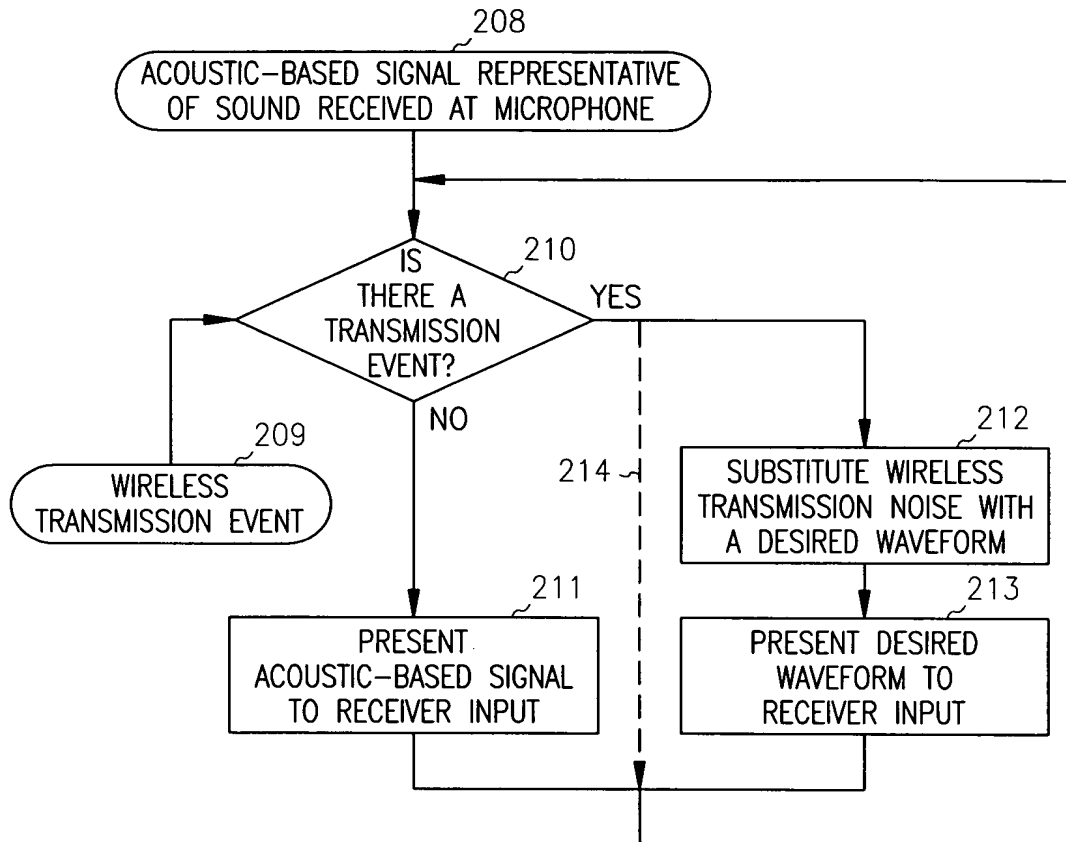 208
ACOUSTIC-BASED SIGNAL REPRESENTATIVE
OF SOUND RECEIVED AT MICROPHONE
210
IS
THERE A
TRANSMISSION
EVENT?
YES
NO
209
WIRELESS
TRANSMISSION EVENT
214
212
SUBSTITUTE WIRELESS
TRANSMISSION NOISE WITH
A DESIRED WAVEFORM
211
PRESENT
ACOUSTIC-BASED SIGNAL
TO RECEIVER INPUT
213
PRESENT DESIRED
WAVEFORM TO
RECEIVER INPUT